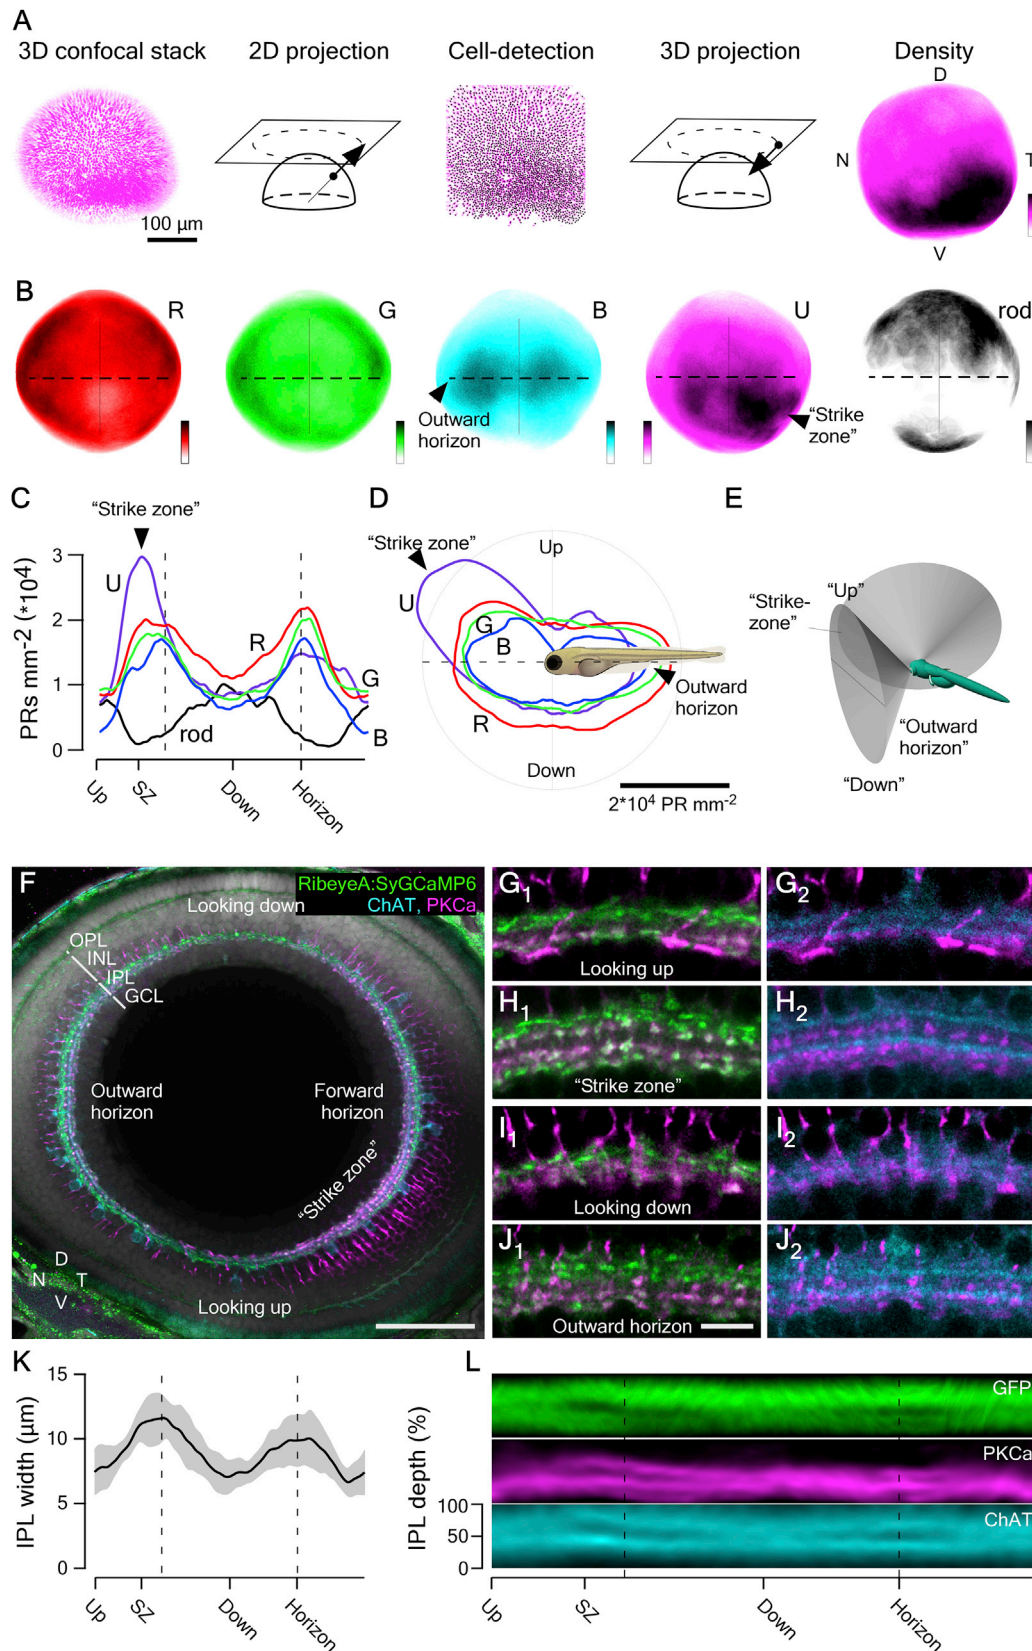 A
3D confocal stack
2D projection
Cell-detection
3D projection
Density
100 µm
D
N
T
V
B
R
G
B
U
rod
Outward
horizon
"Strike
zone"
C
"Strike zone"
PRs mm-2 (*10⁴)
3
2
1
0
U
R
G
B
rod
Up
SZ
Down
Horizon
D
"Strike zone"
Up
U
G
B
R
Outward
horizon
Down
2*10⁴ PR mm⁻²
E
"Up"
"Strike-
zone"
"Outward
horizon"
"Down"
F
RibeyeA:SyGCaMP6
ChAT, PKCa
Looking down
OPL
INL
IPL
GCL
Outward
horizon
Forward
horizon
"Strike zone"
D
N T
V
Looking up
G1
Looking up
G2
H1
"Strike zone"
H2
I1
Looking down
I2
J1
Outward horizon
J2
K
IPL width (µm)
15
10
5
0
Up
SZ
Down
Horizon
L
IPL depth (%)
100
50
0
GFP
PKCa
ChAT
Up
SZ
Down
Horizon